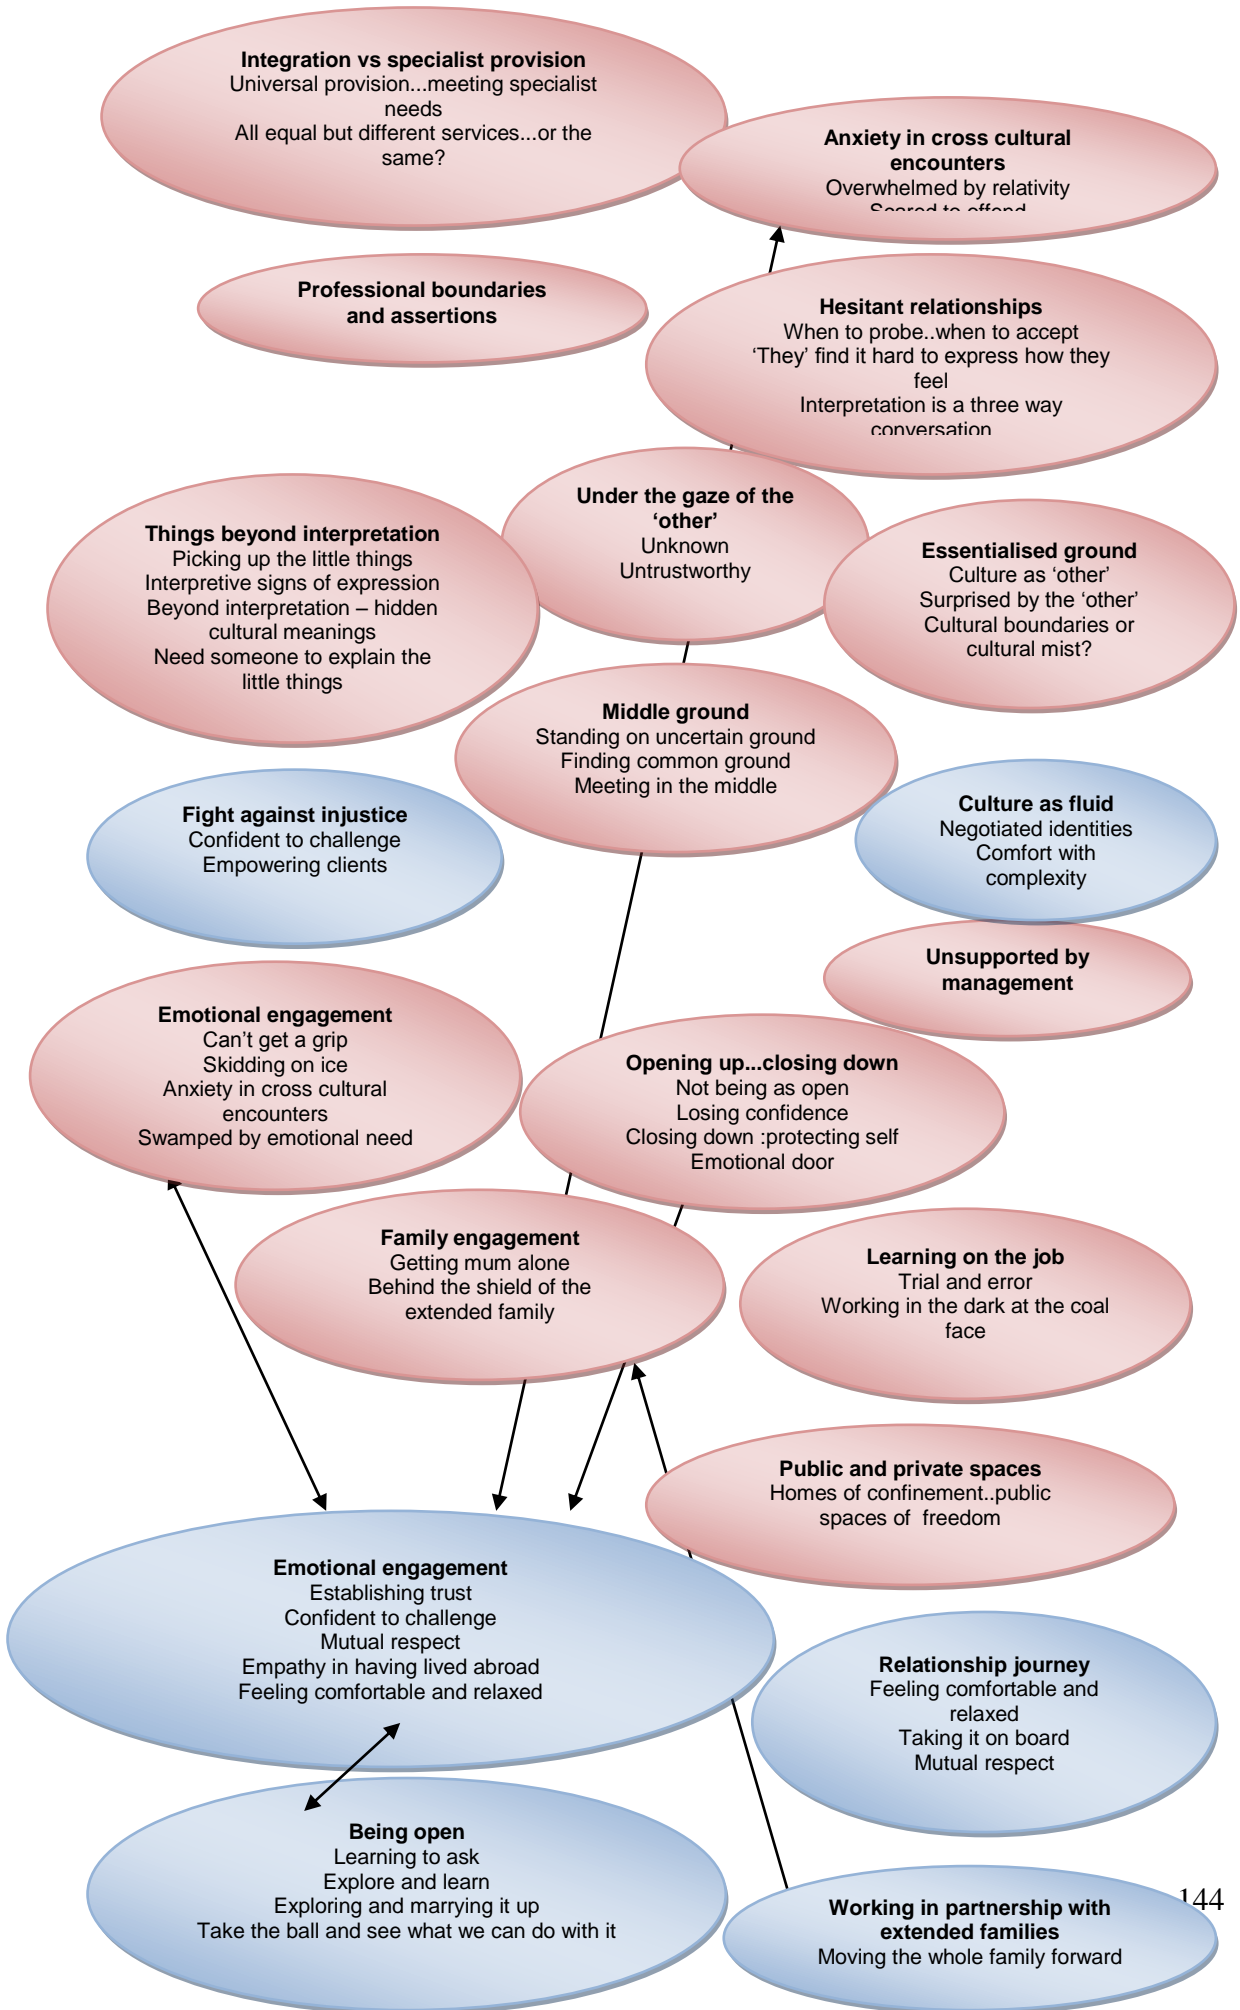 Integration vs specialist provision
Universal provision...meeting specialist
needs
All equal but different services...or the
same?
Anxiety in cross cultural
encounters
Overwhelmed by relativity
Scared to offend
Professional boundaries
and assertions
Hesitant relationships
When to probe..when to accept
‘They’ find it hard to express how they
feel
Interpretation is a three way
conversation
Under the gaze of the
‘other’
Unknown
Untrustworthy
Things beyond interpretation
Picking up the little things
Interpretive signs of expression
Beyond interpretation – hidden
cultural meanings
Need someone to explain the
little things
Essentialised ground
Culture as ‘other’
Surprised by the ‘other’
Cultural boundaries or
cultural mist?
Middle ground
Standing on uncertain ground
Finding common ground
Meeting in the middle
Fight against injustice
Confident to challenge
Empowering clients
Culture as fluid
Negotiated identities
Comfort with
complexity
Unsupported by
management
Emotional engagement
Can’t get a grip
Skidding on ice
Anxiety in cross cultural
encounters
Swamped by emotional need
Opening up...closing down
Not being as open
Losing confidence
Closing down :protecting self
Emotional door
Family engagement
Getting mum alone
Behind the shield of the
extended family
Learning on the job
Trial and error
Working in the dark at the coal
face
Public and private spaces
Homes of confinement..public
spaces of  freedom
Emotional engagement
Establishing trust
Confident to challenge
Mutual respect
Empathy in having lived abroad
Feeling comfortable and relaxed
Relationship journey
Feeling comfortable and
relaxed
Taking it on board
Mutual respect
Being open
Learning to ask
Explore and learn
Exploring and marrying it up
Take the ball and see what we can do with it
Working in partnership with
extended families
Moving the whole family forward
144